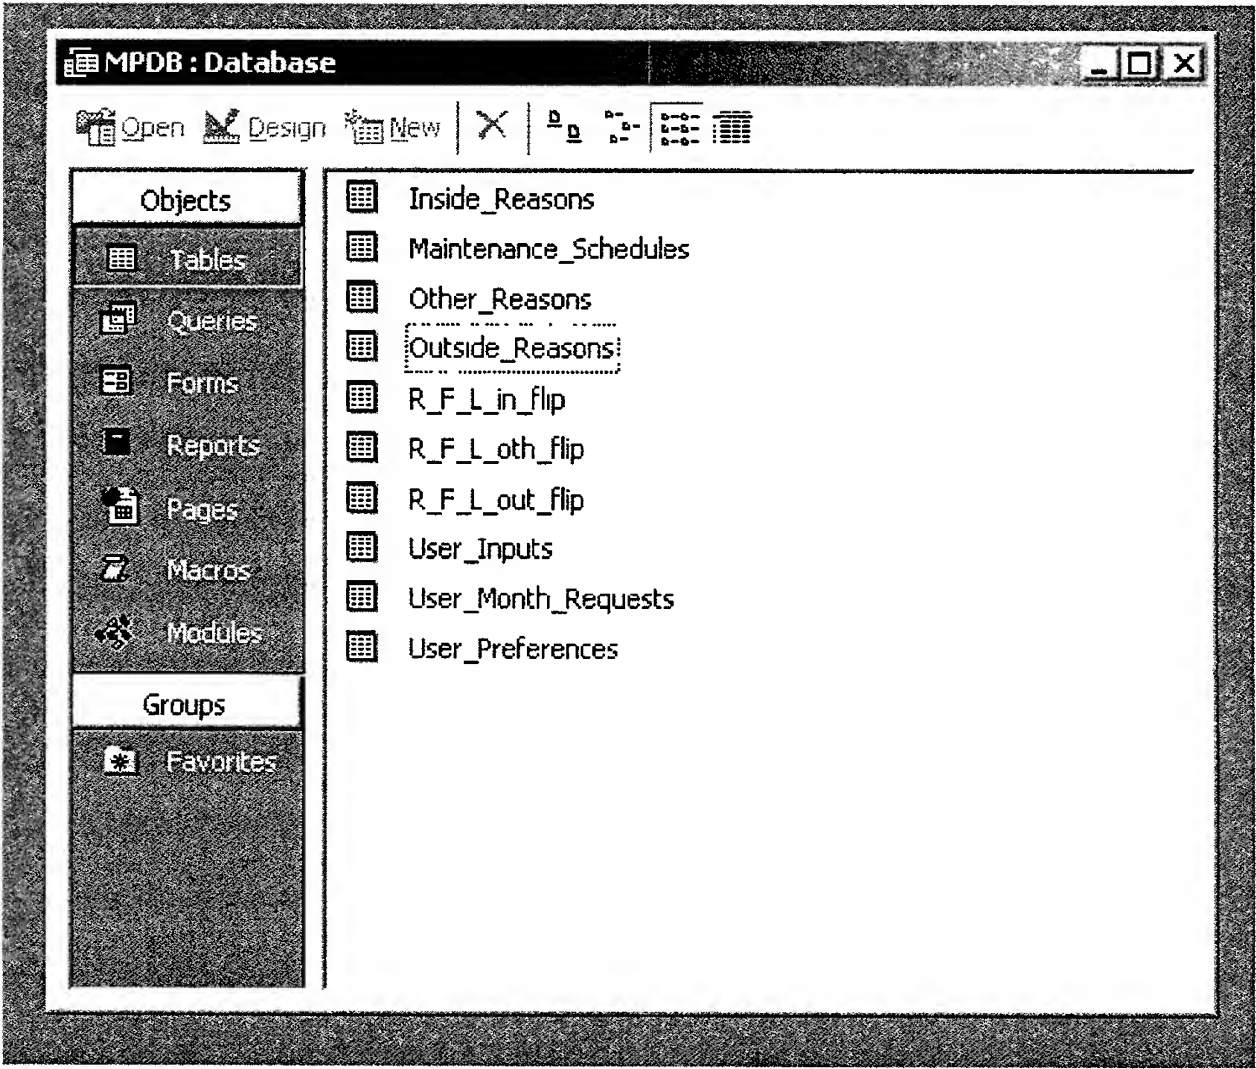 MPDB : Database
Open Design New
Objects
Tables
Queries
Forms
Reports
Pages
Macros
Modules
Groups
Favorites
Inside_Reasons
Maintenance_Schedules
Other_Reasons
Outside_Reasons
R_F_L_in_flip
R_F_L_oth_flip
R_F_L_out_flip
User_Inputs
User_Month_Requests
User_Preferences